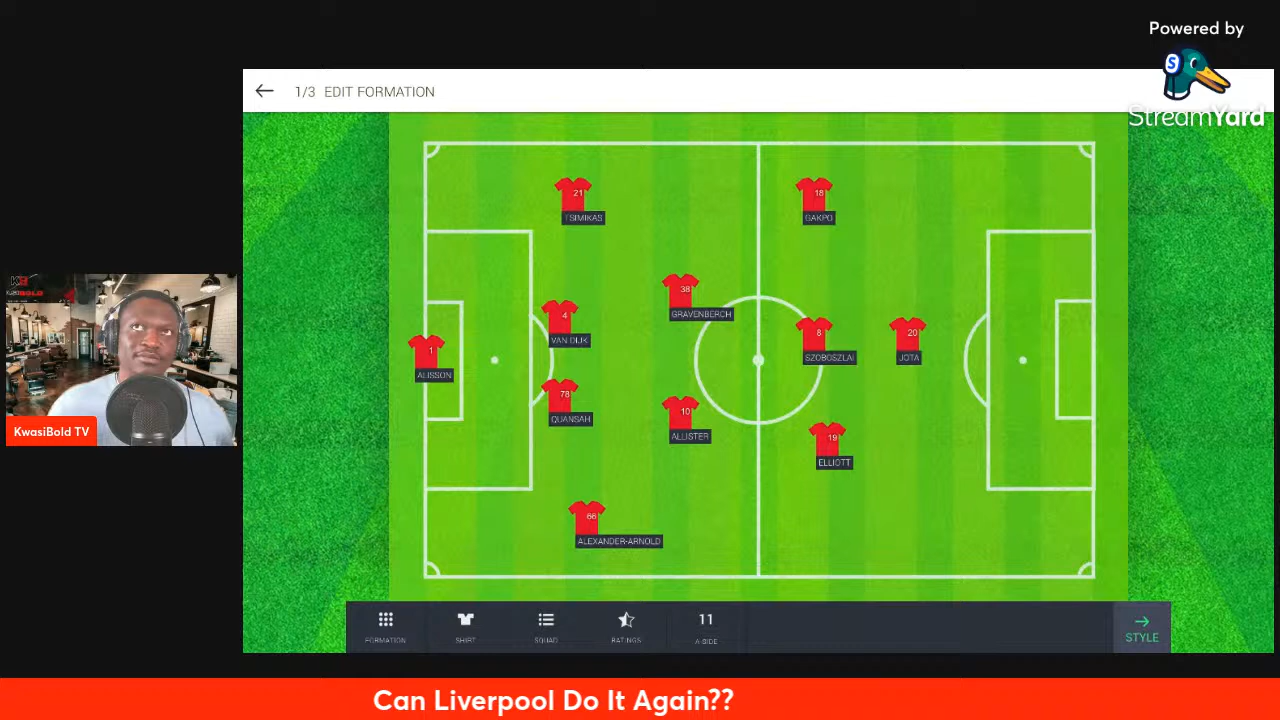 Powered by
S
StreamYard
1/3 EDIT FORMATION
21
TSIMIKAS
18
GAKPO
38
GRAVENBERCH
4
VAN DIJK
8
SZOBOSZLAI
20
JOTA
1
ALISSON
78
QUANSAH
10
ALLISTER
19
ELLIOTT
66
ALEXANDER-ARNOLD
KB
KwasiBold TV
FORMATION
SHIRT
SQUAD
RATINGS
11
A-SIDE
STYLE
Can Liverpool Do It Again??